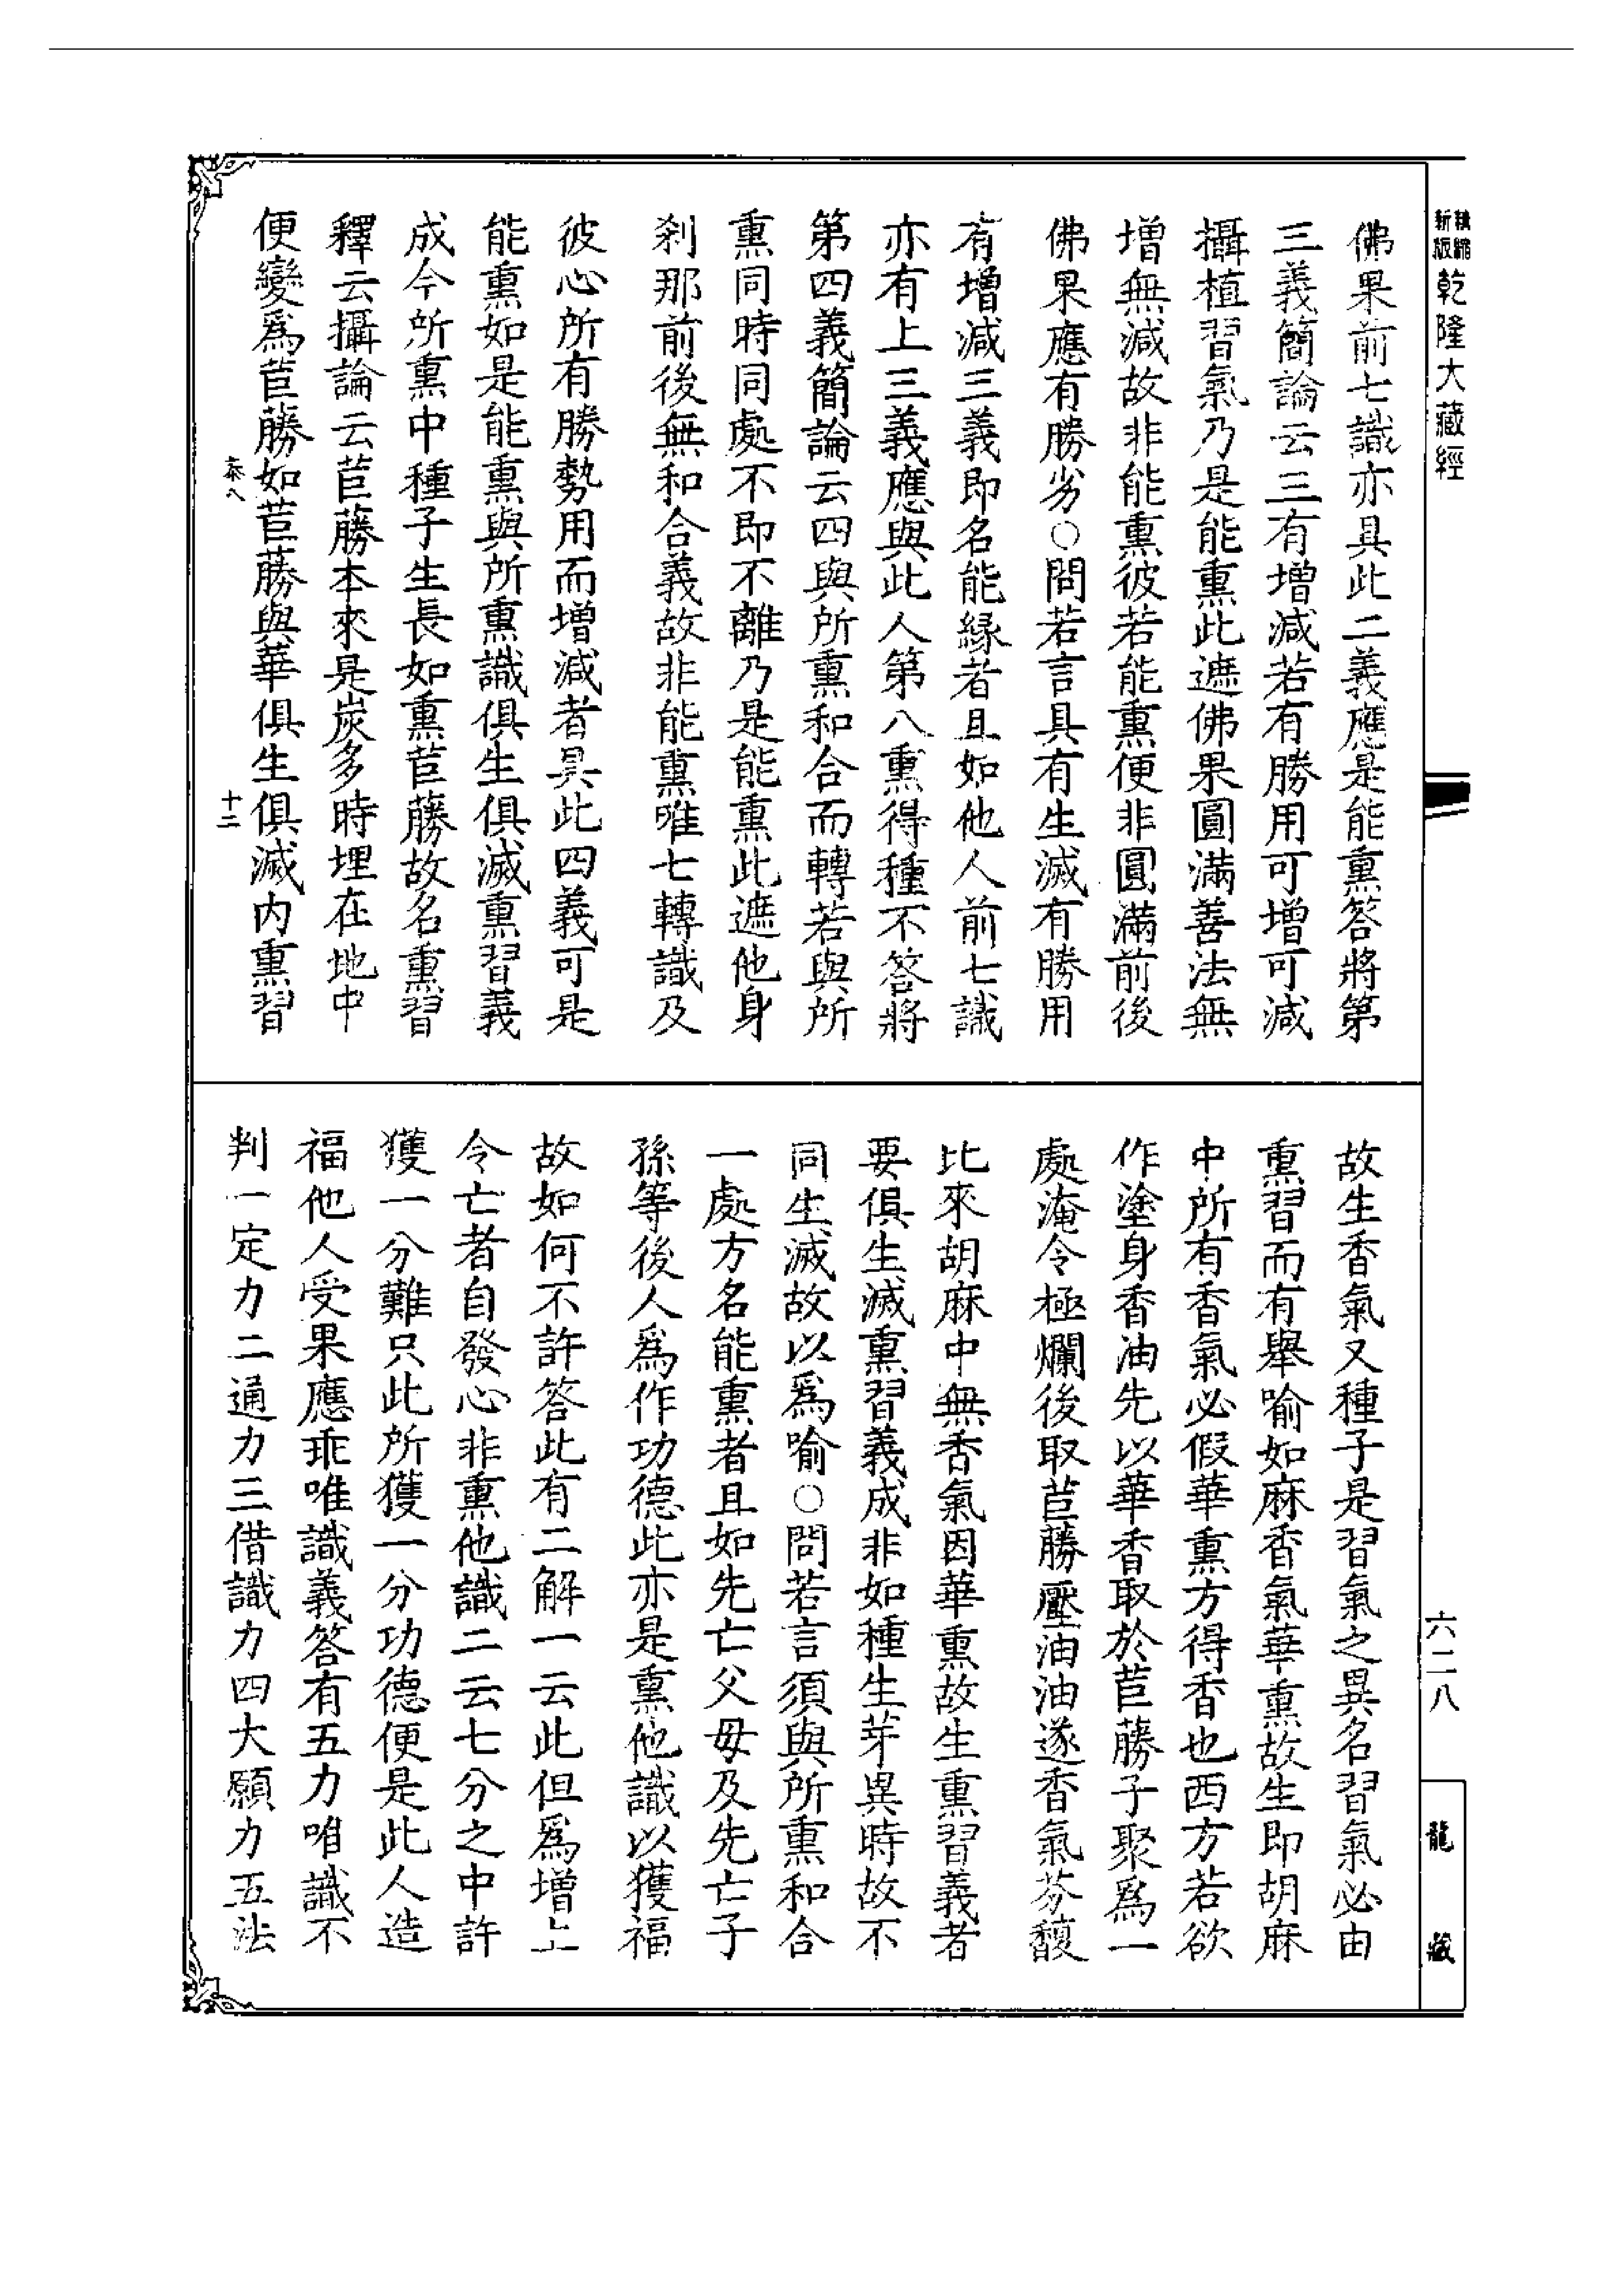 新版
精縮
乾隆大藏經
佛果前七識亦具此二義應是能熏答將第
三義簡論云三有增減若有勝用可增可減
攝植習氣乃是能熏此遮佛果圓滿善法無
增無減故非能熏彼若能熏便非圓滿前後
佛果應有勝劣○問若言具有生滅有勝用
有增減三義即名能緣者且如他人前七識
亦有上三義應與此人第八熏得種不答將
第四義簡論云四與所熏和合而轉若與所
熏同時同處不即不離乃是能熏此遮他身
刹那前後無和合義故非能熏唯七轉識及
彼心所有勝勢用而增減者具此四義可是
能熏如是能熏與所熏識俱生俱滅熏習義
成今所熏中種子生長如熏苣蕂故名熏習
釋云攝論云苣蕂本來是炭多時埋在地中
便變爲苣蕂如苣蕂與華俱生俱滅內熏習
泰八
十二
故生香氣又種子是習氣之異名習氣必由
熏習而有舉喻如麻香氣華熏故生即胡麻
中所有香氣必假華熏方得香也西方若欲
作塗身香油先以華香取於苣蕂子聚爲一
處淹令極爛後取苣蕂壓油油遂香氣芬馥
比來胡麻中無香氣因華熏故生熏習義者
要俱生滅熏習義成非如種生芽異時故不
同生滅故以爲喻○問若言須與所熏和合
一處方名能熏者且如先亡父母及先亡子
孫等後人爲作功德此亦是熏他識以獲福
故如何不許答此有二解一云此但爲增上
令亡者自發心非熏他識二云七分之中許
獲一分難只此所獲一分功德便是此人造
福他人受果應乖唯識義答有五力唯識不
判一定力二通力三借識力四大願力五法
六二八
龍藏